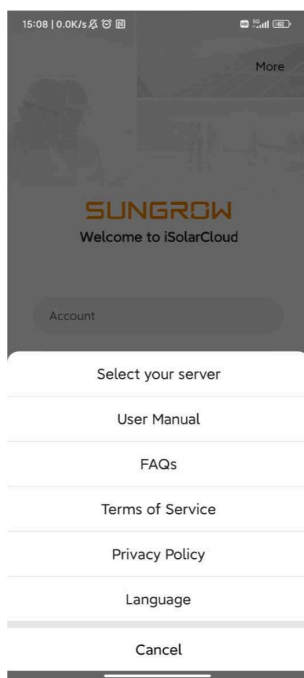 15:08 | 0.0K/s
More
SUNGROW
Welcome to iSolarCloud
Account
Select your server
User Manual
FAQs
Terms of Service
Privacy Policy
Language
Cancel